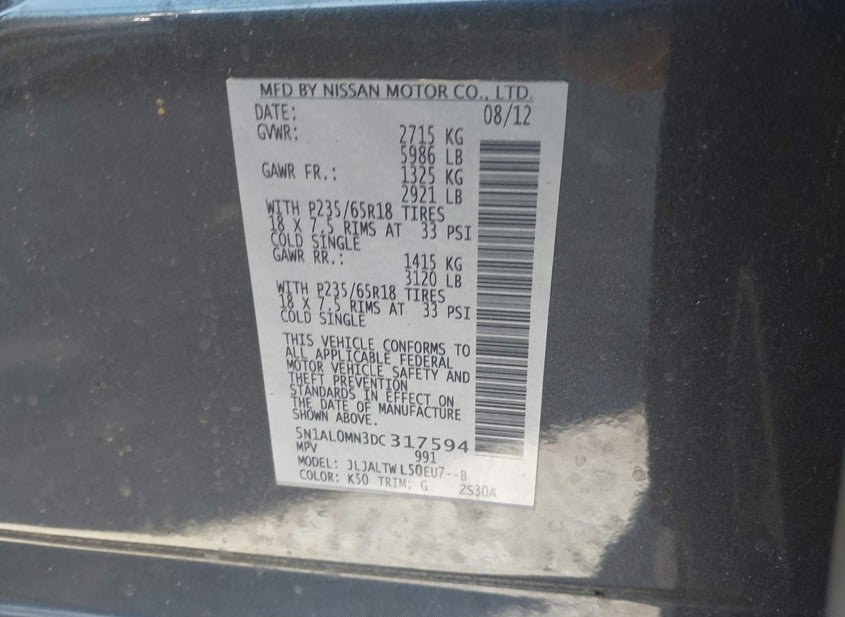 MFD BY NISSAN MOTOR CO., LTD.
DATE: 08/12
GVWR: 2715 KG
5986 LB
GAWR FR.: 1325 KG
2921 LB
WITH P235/65R18 TIRES
18 X 7.5 RIMS AT 33 PSI
COLD SINGLE
GAWR RR.: 1415 KG
3120 LB
WITH P235/65R18 TIRES
18 X 7.5 RIMS AT 33 PSI
COLD SINGLE
THIS VEHICLE CONFORMS TO
ALL APPLICABLE FEDERAL
MOTOR VEHICLE SAFETY AND
THEFT PREVENTION
STANDARDS IN EFFECT ON
THE DATE OF MANUFACTURE
SHOWN ABOVE.
5N1AL0MN3DC317594
MPV 991
MODEL: JLJALTWL50EU7--B
COLOR: K50 TRIM: G ZS30A